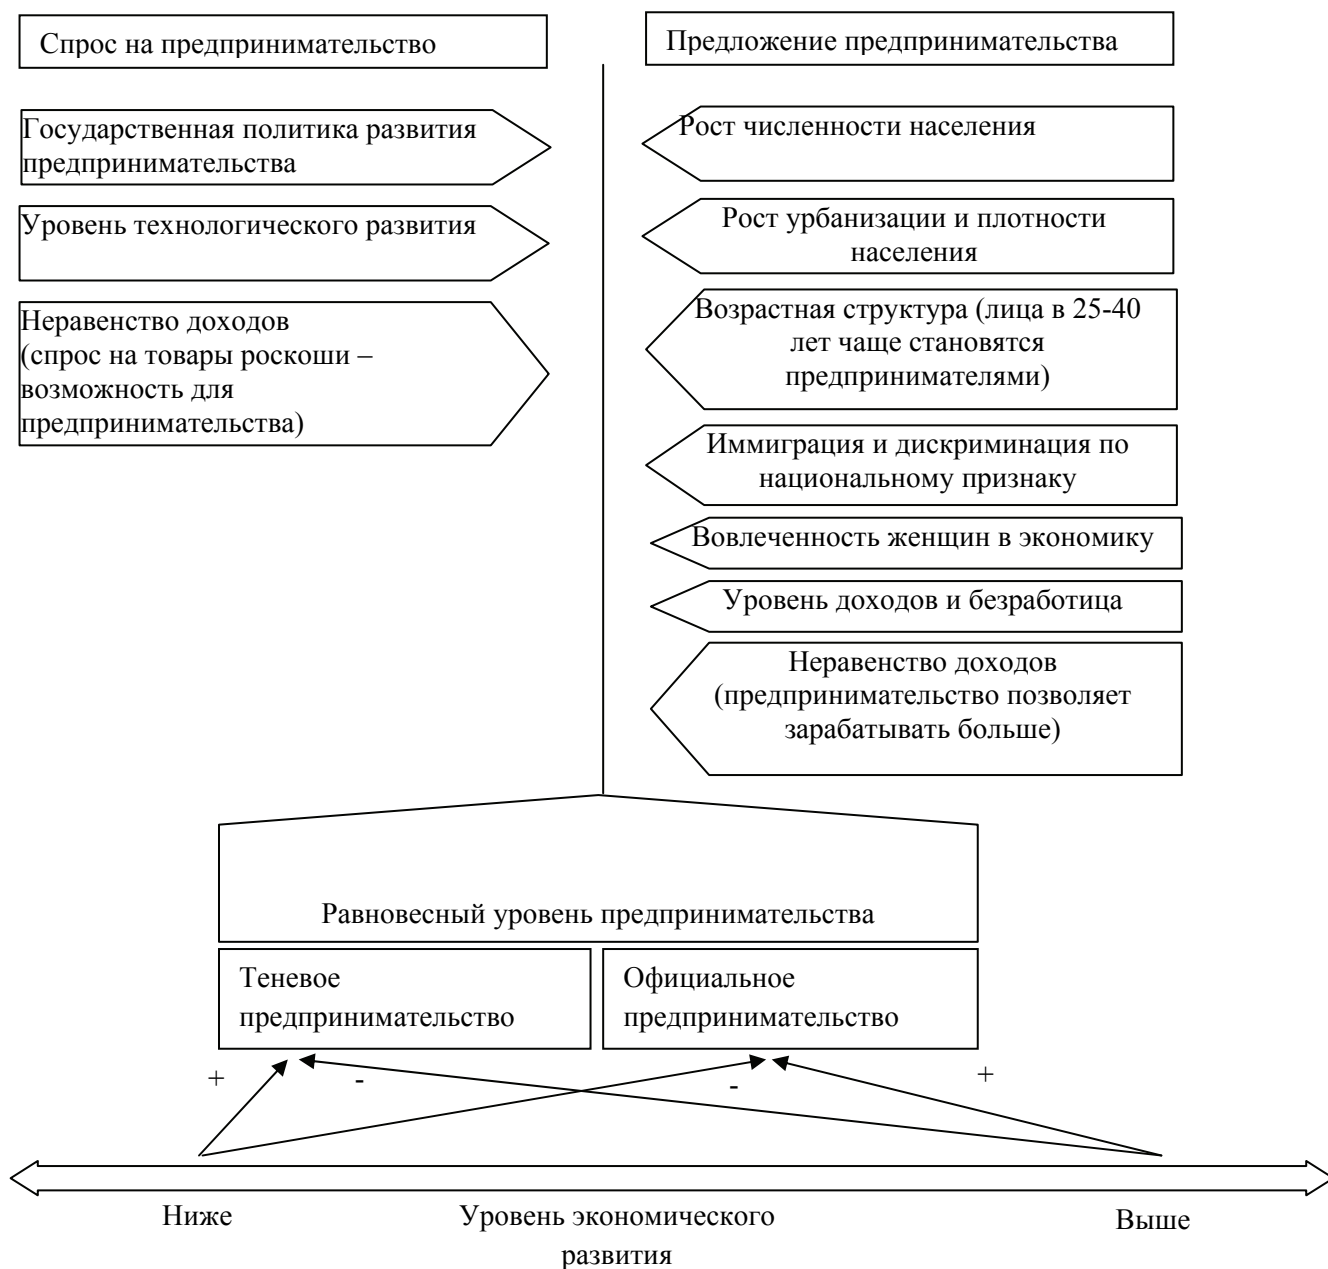 Спрос на предпринимательство
Предложение предпринимательства
Государственная политика развития
предпринимательства
Уровень технологического развития
Неравенство доходов
(спрос на товары роскоши –
возможность для
предпринимательства)
Рост численности населения
Рост урбанизации и плотности
населения
Возрастная структура (лица в 25-40
лет чаще становятся
предпринимателями)
Иммиграция и дискриминация по
национальному признаку
Вовлеченность женщин в экономику
Уровень доходов и безработица
Неравенство доходов
(предпринимательство позволяет
зарабатывать больше)
Равновесный уровень предпринимательства
Теневое
предпринимательство
Официальное
предпринимательство
+
-
-
+
Ниже
Уровень экономического
развития
Выше